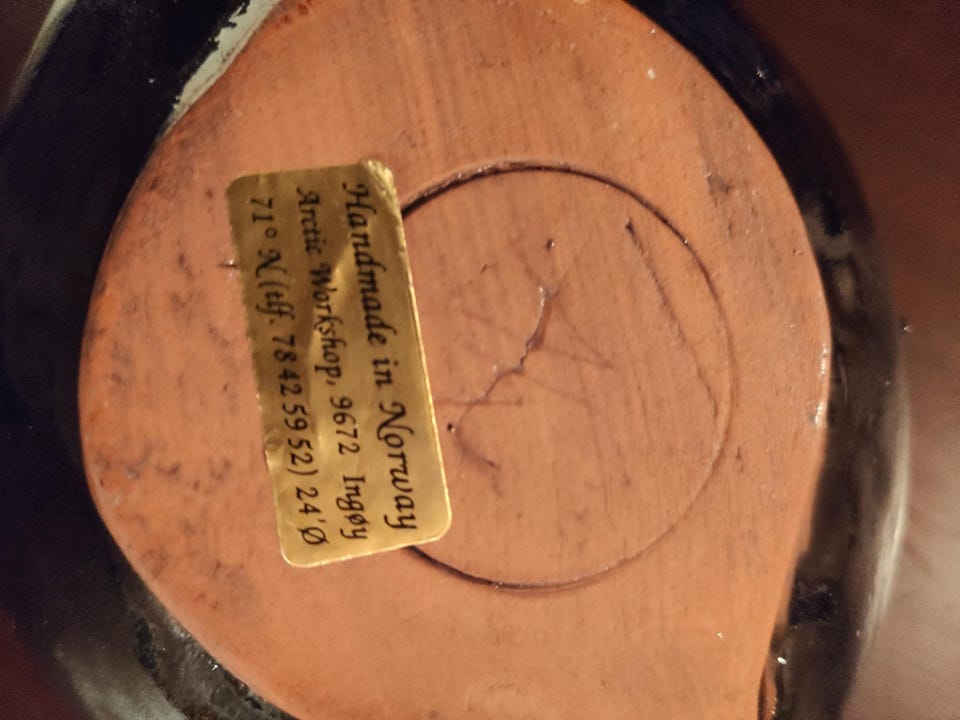 Handmade in Norway
Arctic Workshop, 9672 Ingøy
71° N (tlf. 78 42 59 52) 24' Ø